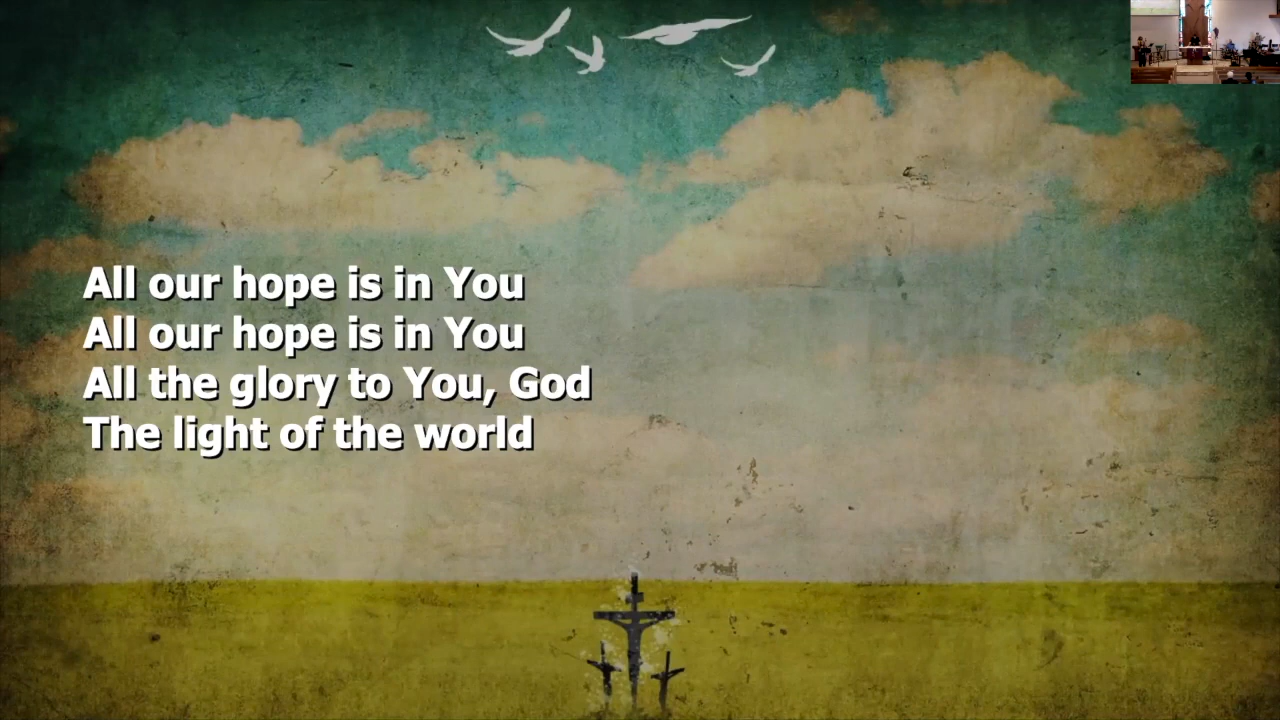 All our hope is in You
All our hope is in You
All the glory to You, God
The light of the world